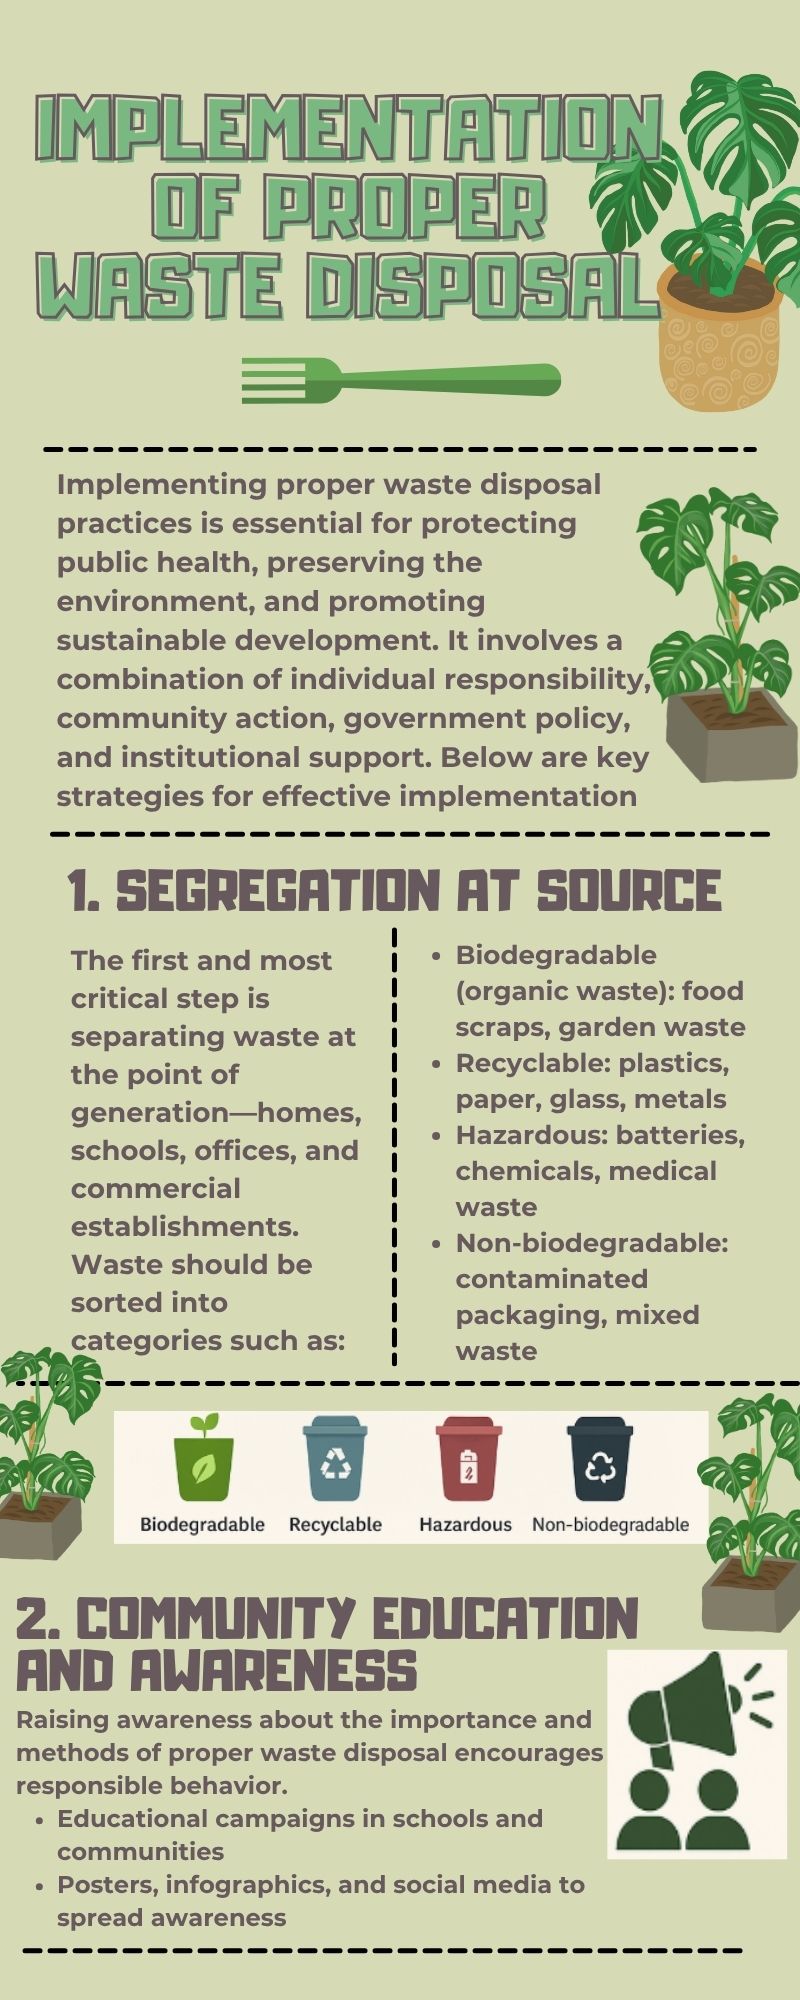 IMPLEMENTATION
OF PROPER
WASTE DISPOSAL
Implementing proper waste disposal
practices is essential for protecting
public health, preserving the
environment, and promoting
sustainable development. It involves a
combination of individual responsibility,
community action, government policy,
and institutional support. Below are key
strategies for effective implementation
1. SEGREGATION AT SOURCE
The first and most
critical step is
separating waste at
the point of
generation—homes,
schools, offices, and
commercial
establishments.
Waste should be
sorted into
categories such as:
• Biodegradable
(organic waste): food
scraps, garden waste
• Recyclable: plastics,
paper, glass, metals
• Hazardous: batteries,
chemicals, medical
waste
• Non-biodegradable:
contaminated
packaging, mixed
waste
Biodegradable Recyclable Hazardous Non-biodegradable
2. COMMUNITY EDUCATION
AND AWARENESS
Raising awareness about the importance and
methods of proper waste disposal encourages
responsible behavior.
• Educational campaigns in schools and
communities
• Posters, infographics, and social media to
spread awareness